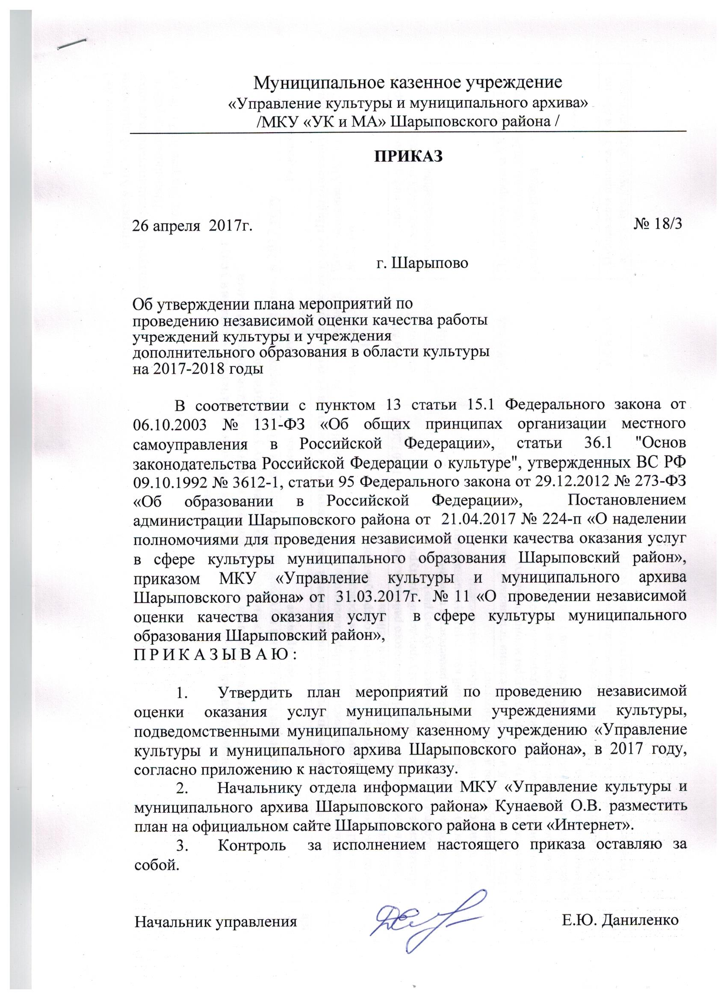 Муниципальное казенное учреждение
«Управление культуры и муниципального архива»
/МКУ «УК и МА» Шарыповского района /
ПРИКАЗ
26 апреля 2017г. № 18/3
г. Шарыпово
Об утверждении плана мероприятий по
проведению независимой оценки качества работы
учреждений культуры и учреждения
дополнительного образования в области культуры
на 2017-2018 годы
В соответствии с пунктом 13 статьи 15.1 Федерального закона от
06.10.2003 № 131-ФЗ «Об общих принципах организации местного
самоуправления в Российской Федерации», статьи 36.1 "Основ
законодательства Российской Федерации о культуре", утвержденных ВС РФ
09.10.1992 № 3612-1, статьи 95 Федерального закона от 29.12.2012 № 273-ФЗ
«Об образовании в Российской Федерации», Постановлением
администрации Шарыповского района от 21.04.2017 № 224-п «О наделении
полномочиями для проведения независимой оценки качества оказания услуг
в сфере культуры муниципального образования Шарыповский район»,
приказом МКУ «Управление культуры и муниципального архива
Шарыповского района» от 31.03.2017г. № 11 «О проведении независимой
оценки качества оказания услуг в сфере культуры муниципального
образования Шарыповский район»,
П Р И К А З Ы В А Ю :
1. Утвердить план мероприятий по проведению независимой
оценки оказания услуг муниципальными учреждениями культуры,
подведомственными муниципальному казенному учреждению «Управление
культуры и муниципального архива Шарыповского района», в 2017 году,
согласно приложению к настоящему приказу.
2. Начальнику отдела информации МКУ «Управление культуры и
муниципального архива Шарыповского района» Кунаевой О.В. разместить
план на официальном сайте Шарыповского района в сети «Интернет».
3. Контроль за исполнением настоящего приказа оставляю за
собой.
Начальник управления Е.Ю. Даниленко